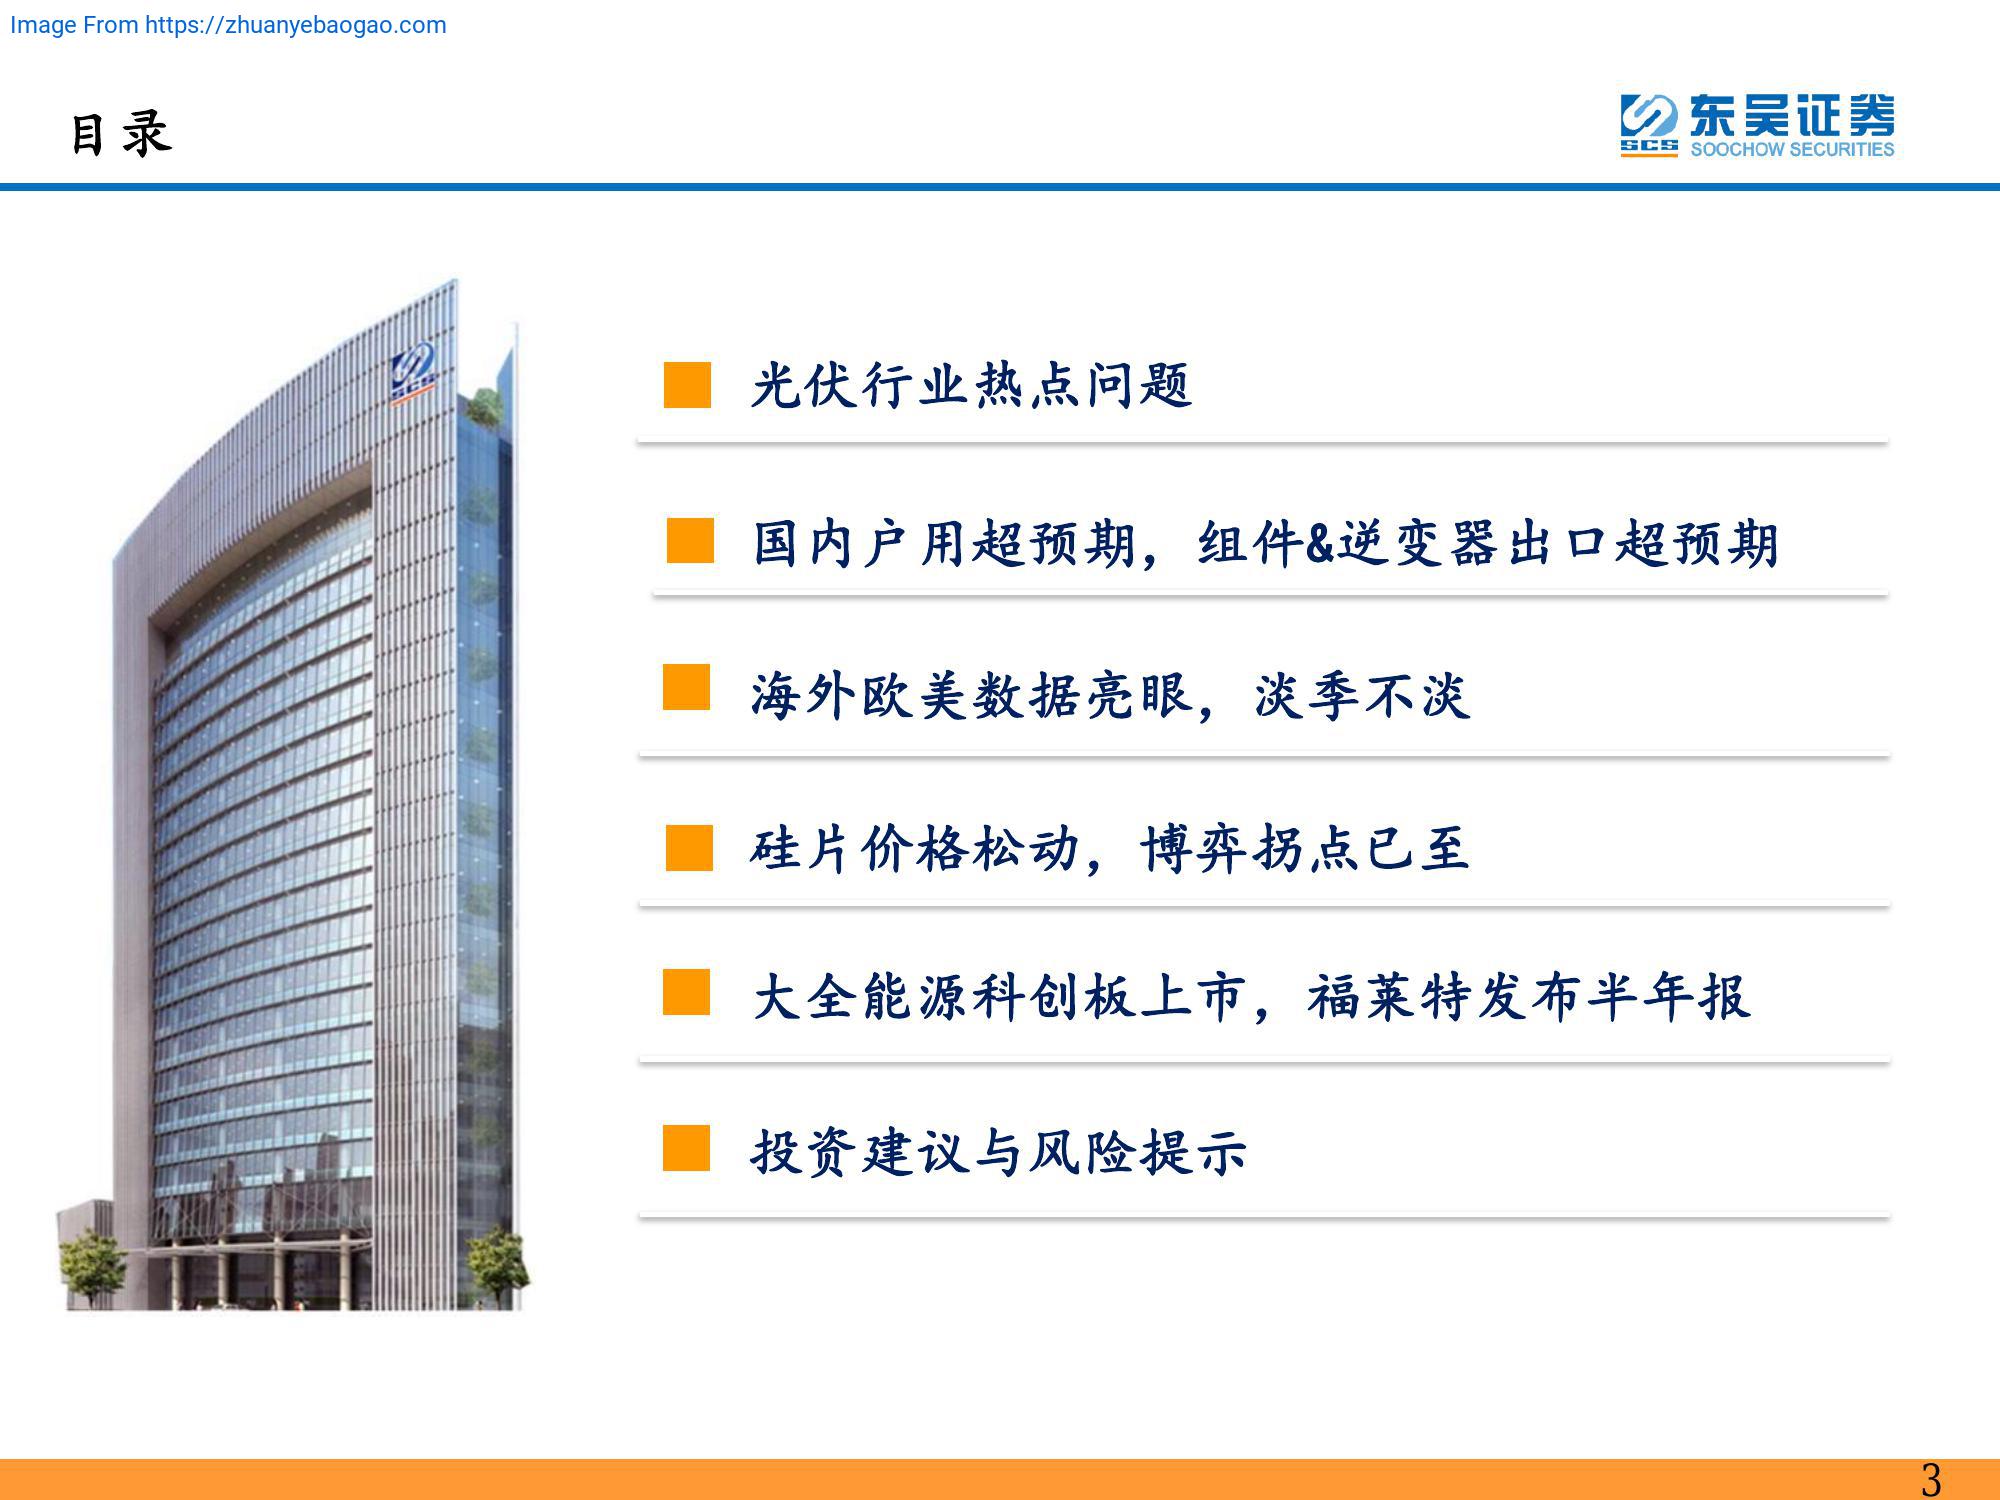 Image From https://zhuanyebaogao.com
目录
SCS
东吴证券
SOOCHOW SECURITIES
SCS
光伏行业热点问题
国内户用超预期，组件&逆变器出口超预期
海外欧美数据亮眼，淡季不淡
硅片价格松动，博弈拐点已至
大全能源科创板上市，福莱特发布半年报
投资建议与风险提示
3